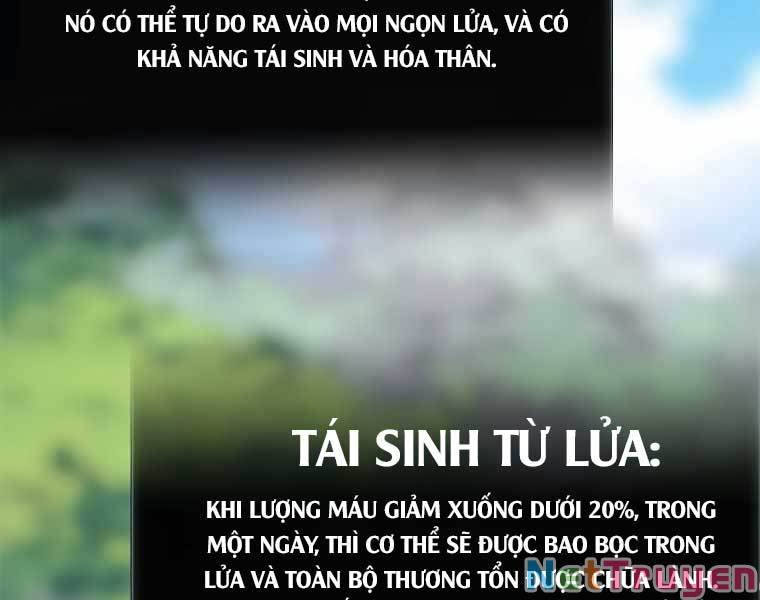 NÓ CÓ THỂ TỰ DO RA VÀO MỌI NGỌN LỬA, VÀ CÓ
KHẢ NĂNG TÁI SINH VÀ HÓA THÂN.
TÁI SINH TỪ LỬA:
KHI LƯỢNG MÁU GIẢM XUỐNG DƯỚI 20%, TRONG
MỘT NGÀY, THÌ CƠ THỂ SẼ ĐƯỢC BAO BỌC TRONG
LỬA VÀ TOÀN BỘ THƯƠNG TỔN ĐƯỢC CHỮA LÀNH.
NetTruyen